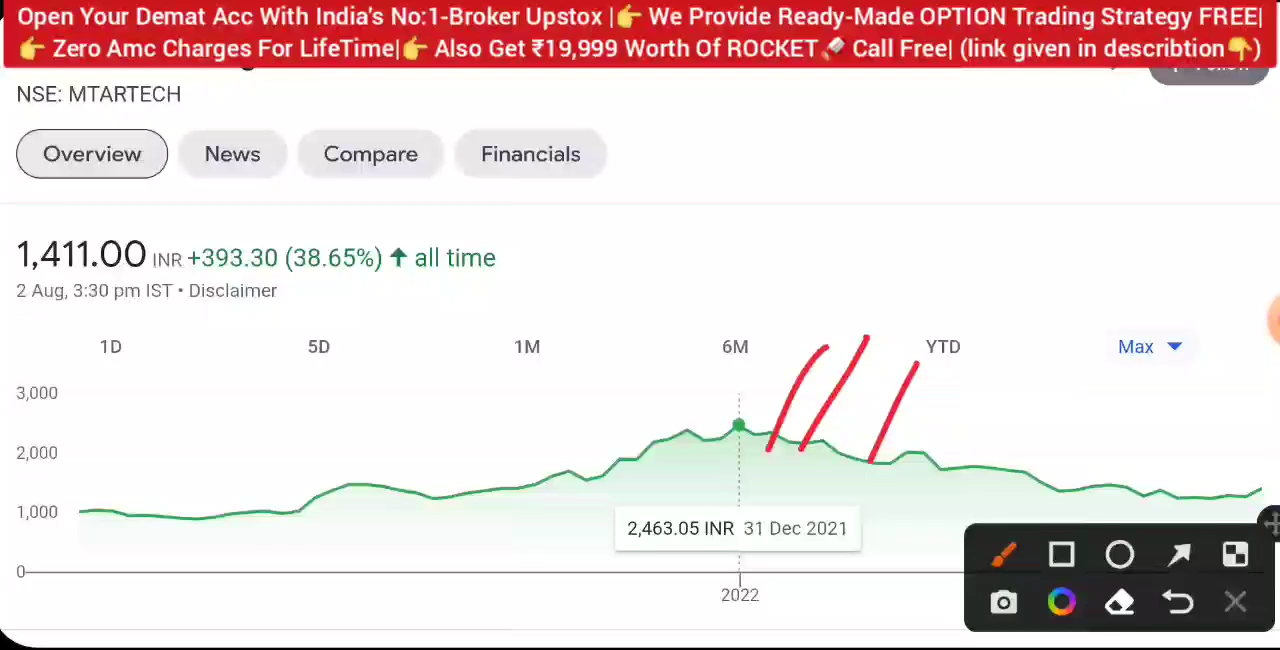 Open Your Demat Acc With India's No:1-Broker Upstox |👉 We Provide Ready-Made OPTION Trading Strategy FREE|
👉 Zero Amc Charges For LifeTime|👉 Also Get ₹19,999 Worth Of ROCKET🚀 Call Free| (link given in describtion👇)
NSE: MTARTECH
Overview News Compare Financials
1,411.00 INR +393.30 (38.65%) ↑ all time
2 Aug, 3:30 pm IST • Disclaimer
1D 5D 1M 6M YTD Max
3,000
2,000
1,000
2,463.05 INR 31 Dec 2021
0
2022